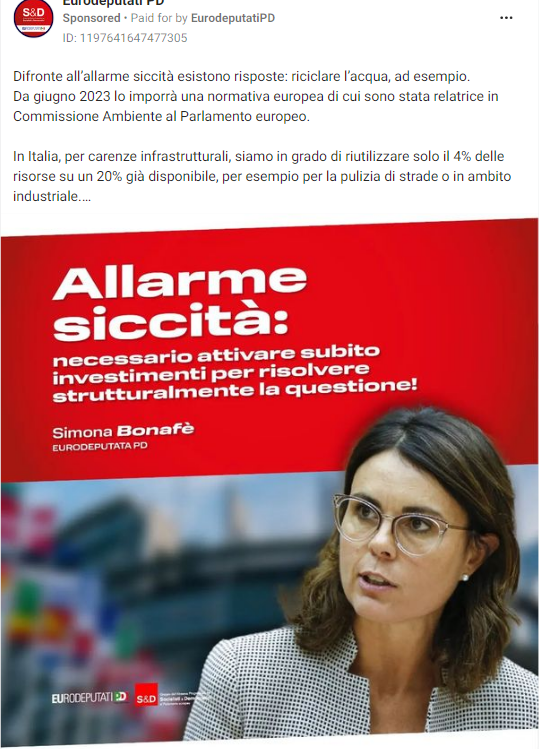 Eurodeputati PD
Sponsored • Paid for by EurodeputatiPD
ID: 1197641647477305
Difronte all'allarme siccità esistono risposte: riciclare l'acqua, ad esempio.
Da giugno 2023 lo imporrà una normativa europea di cui sono stata relatrice in
Commissione Ambiente al Parlamento europeo.
In Italia, per carenze infrastrutturali, siamo in grado di riutilizzare solo il 4% delle
risorse su un 20% già disponibile, per esempio per la pulizia di strade o in ambito
industriale....
Allarme
siccità:
necessario attivare subito
investimenti per risolvere
strutturalmente la questione!
Simona Bonafè
EURODEPUTATA PD
EURODEPUTATI PD
S&D